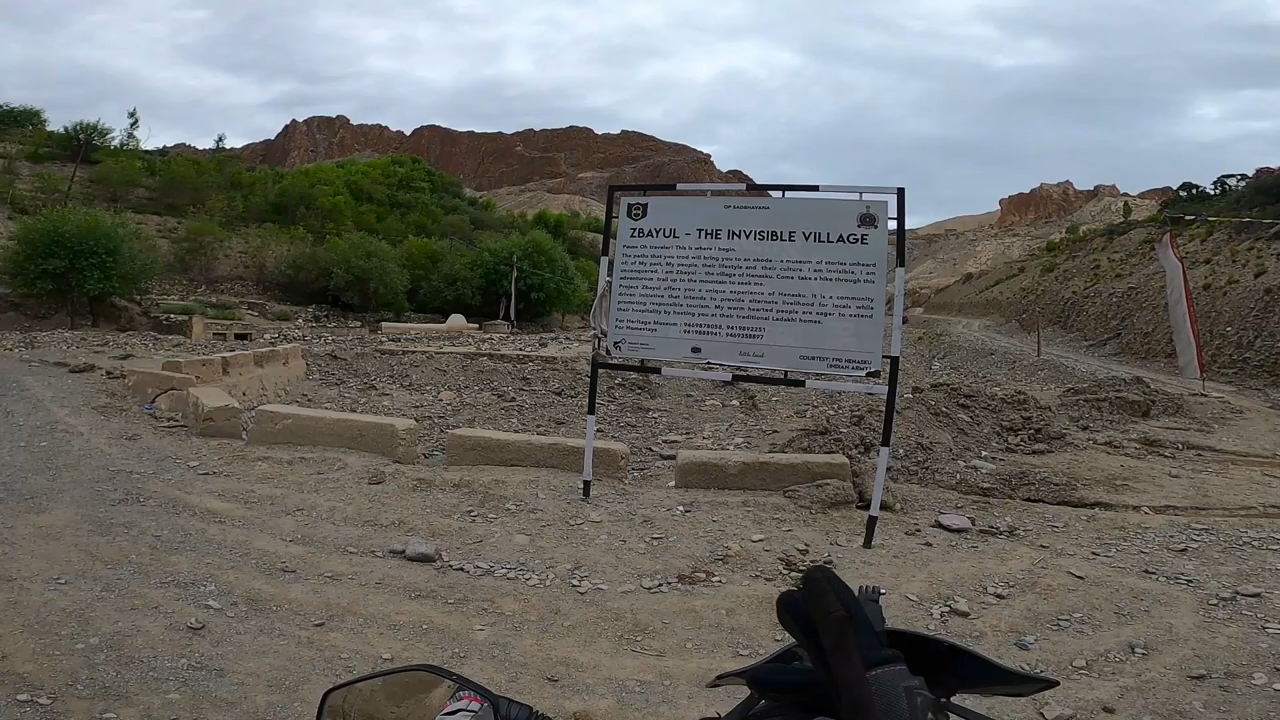 OP SADBHAVANA
ZBAYUL - THE INVISIBLE VILLAGE
Pause Oh traveler! This is where I begin.
The paths that you trod will bring you to an abode - a museum of stories unheard
of; of My past, My people, their lifestyle and their culture. I am invisible, I am
unconquered, I am Zbayul - the village of Henasku. Come take a hike through this
adventurous trail up to the mountain to seek me.
Project Zbayul offers you a unique experience of Henasku. It is a community
driven initiative that intends to provide alternate livelihood for locals while
promoting responsible tourism. My warm hearted people are eager to extend
their hospitality by hosting you at their traditional Ladakhi homes.
For Heritage Museum : 9469878058, 9419892251
For Homestays : 9419888941, 9469358897
COURTESY: FPG HENASKU
(INDIAN ARMY)